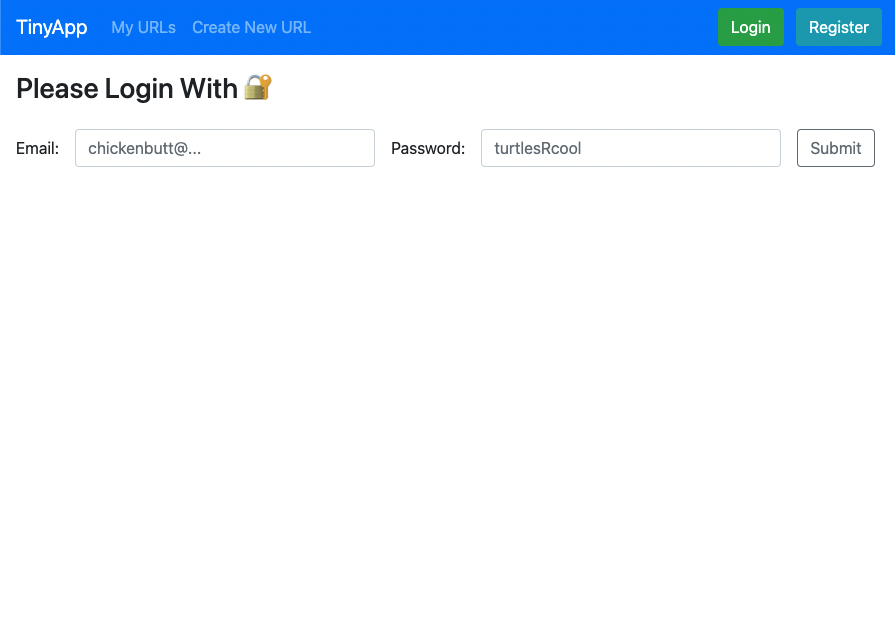 TinyApp My URLs Create New URL Login Register
Please Login With 🔐
Email: chickenbutt@... Password: turtlesRcool Submit